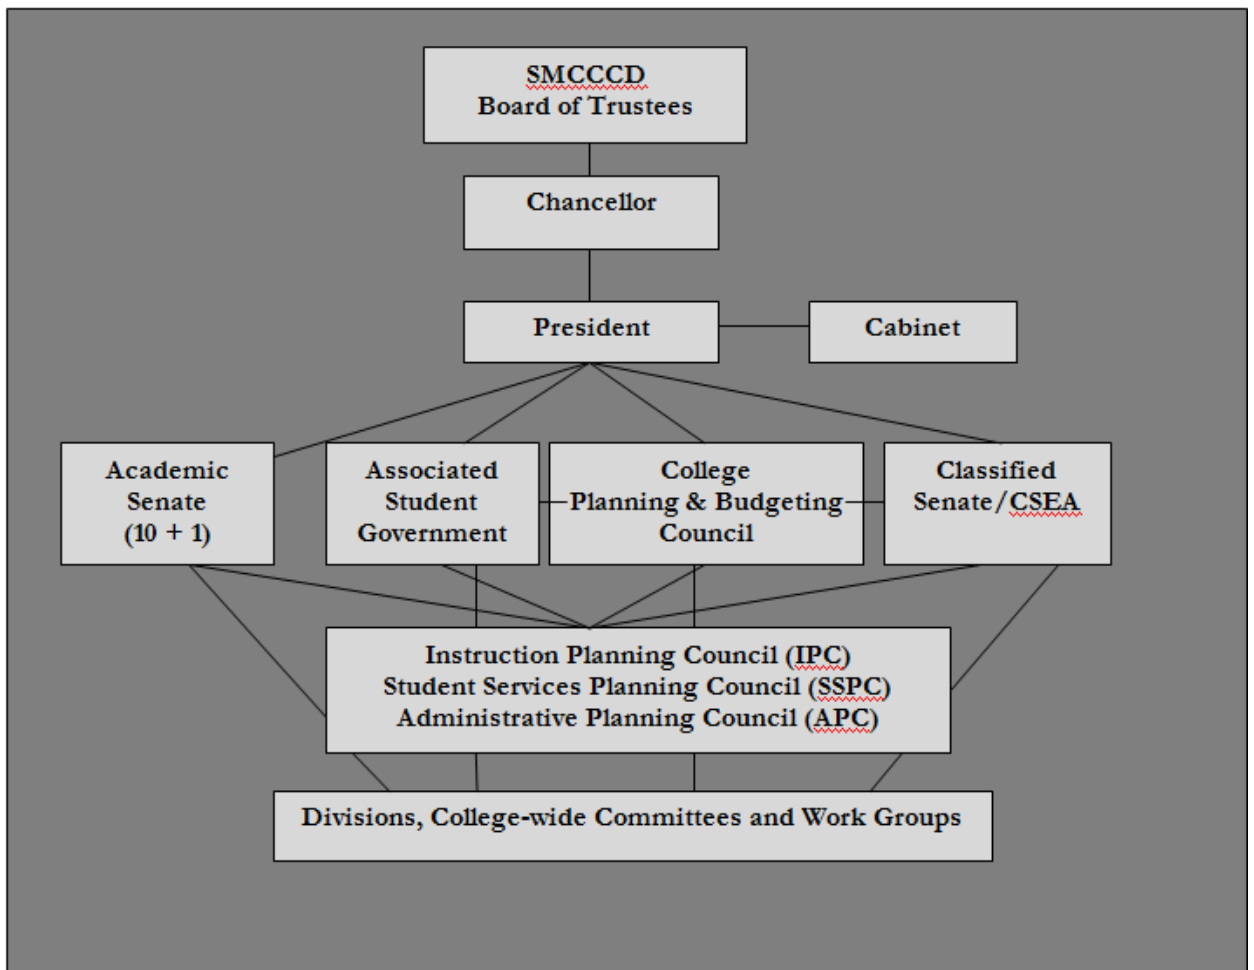 SMCCCD
Board of Trustees
Chancellor
President
Cabinet
Academic
Senate
(10 + 1)
Associated
Student
Government
College
Planning & Budgeting
Council
Classified
Senate/CSEA
Instruction Planning Council (IPC)
Student Services Planning Council (SSPC)
Administrative Planning Council (APC)
Divisions, College-wide Committees and Work Groups